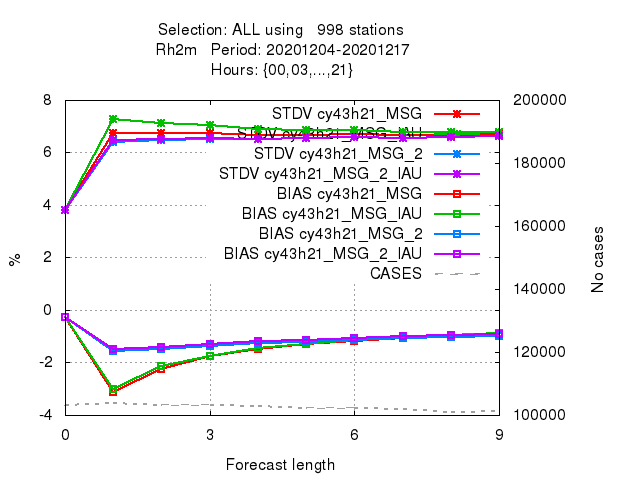 Selection: ALL using   998 stations
Rh2m   Period: 20201204-20201217
Hours: {00,03,...,21}
8 200000
STDV cy43h21_MSG
STDV cy43h21_MSG_IAU
6 180000
STDV cy43h21_MSG_2
STDV cy43h21_MSG_2_IAU
BIAS cy43h21_MSG
4 160000
BIAS cy43h21_MSG_IAU
BIAS cy43h21_MSG_2
2 BIAS cy43h21_MSG_2_IAU
%
No cases
CASES
140000
0
120000
-2
-4 100000
0 3 6 9
Forecast length